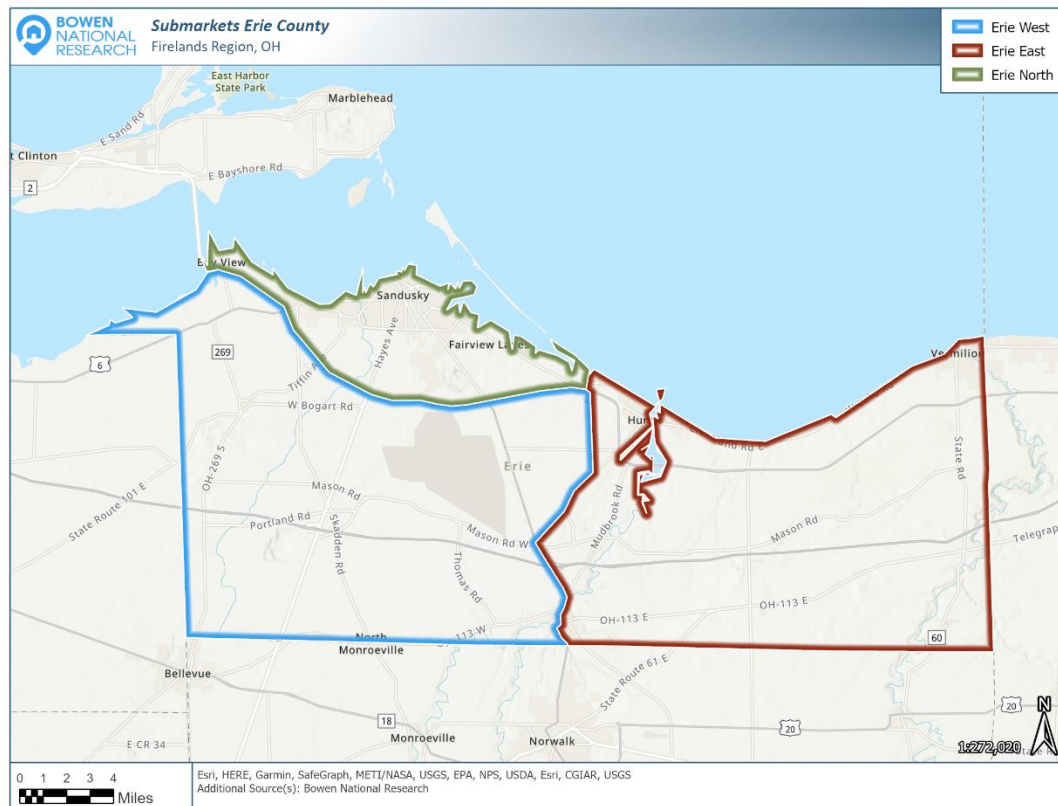 BOWEN
NATIONAL
RESEARCH
Submarkets Erie County
Firelands Region, OH
Erie West
Erie East
Erie North
East Harbor
State Park
Marblehead
E Sand Rd
t Clinton
E Bayshore Rd
2
Bay View
Sandusky
Hayes Ave
Fairview Lanes
Vermilion
6
269
Tiffin A
W Bogart Rd
OH-269 S
Hur
Rd E
State Rd
Erie
State Route 101 E
Mason Rd
Portland Rd
Skadden Rd
Mason Rd W
Thomas Rd
Mudbrook Rd
Mason Rd
Telegrap
OH-113 E
OH-113 E
60
North
Monroeville
OH-113 W
Bellevue
State Route 61 E
18
Monroeville
Norwalk
20
20
E CR 34
N
1:272,020
0 1 2 3 4
Miles
Esri, HERE, Garmin, SafeGraph, METI/NASA, USGS, EPA, NPS, USDA, Esri, CGIAR, USGS
Additional Source(s): Bowen National Research